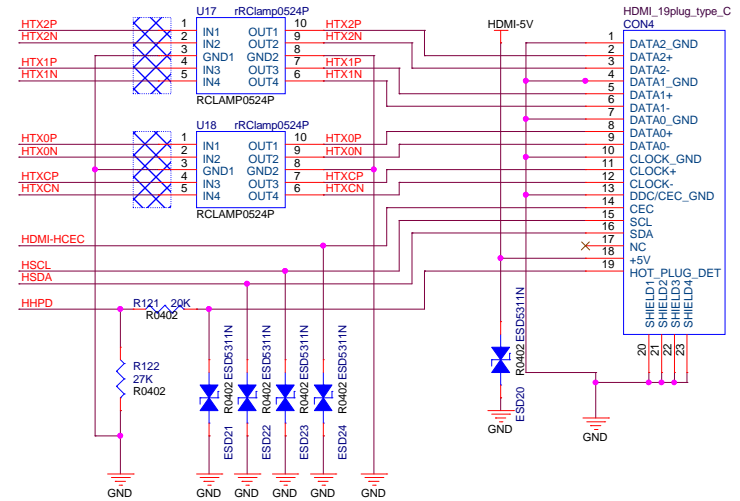 U17 rRClamp0524P
HTX2P 1 IN1 OUT1 10 HTX2P
HTX2N 2 IN2 OUT2 9 HTX2N
3 GND1 GND2 8
HTX1P 4 IN3 OUT3 7 HTX1P
HTX1N 5 IN4 OUT4 6 HTX1N
RCLAMP0524P
U18 rRClamp0524P
HTX0P 1 IN1 OUT1 10 HTX0P
HTX0N 2 IN2 OUT2 9 HTX0N
3 GND1 GND2 8
HTXCP 4 IN3 OUT3 7 HTXCP
HTXCN 5 IN4 OUT4 6 HTXCN
RCLAMP0524P
HDMI-HCEC
HSCL
HSDA
HHPD
R121 20K
R0402
R122
27K
R0402
ESD21 R0402 ESD5311N
ESD22 R0402 ESD5311N
ESD23 R0402 ESD5311N
ESD24 R0402 ESD5311N
GND
GND
GND
GND
GND
GND
HDMI-5V
ESD20 R0402 ESD5311N
GND
GND
HDMI_19plug_type_C
CON4
1 DATA2_GND
2 DATA2+
3 DATA2-
4 DATA1_GND
5 DATA1+
6 DATA1-
7 DATA0_GND
8 DATA0+
9 DATA0-
10 CLOCK_GND
11 CLOCK+
12 CLOCK-
13 DDC/CEC_GND
14 CEC
15 SCL
16 SDA
17 NC
18 +5V
19 HOT_PLUG_DET
20 SHIELD1
21 SHIELD2
22 SHIELD3
23 SHIELD4